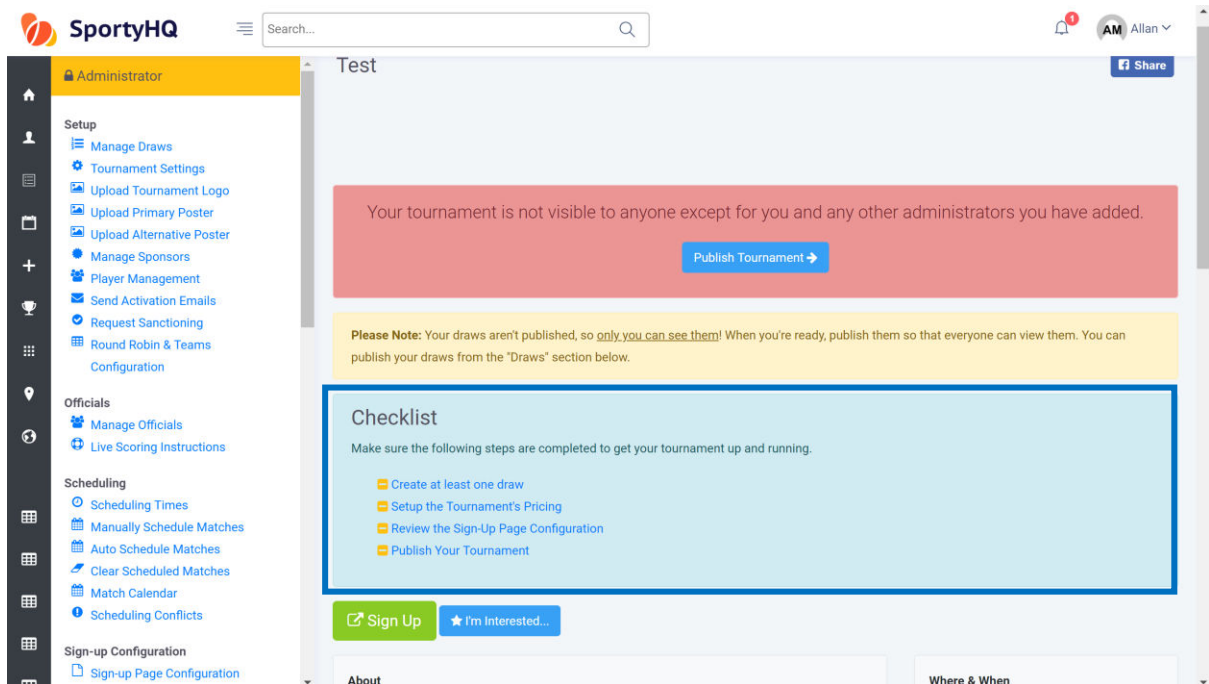 SportyHQ
Search...
1
AM Allan
Administrator
Setup
Manage Draws
Tournament Settings
Upload Tournament Logo
Upload Primary Poster
Upload Alternative Poster
Manage Sponsors
Player Management
Send Activation Emails
Request Sanctioning
Round Robin & Teams
Configuration
Officials
Manage Officials
Live Scoring Instructions
Scheduling
Scheduling Times
Manually Schedule Matches
Auto Schedule Matches
Clear Scheduled Matches
Match Calendar
Scheduling Conflicts
Sign-up Configuration
Sign-up Page Configuration
Test
Share
Your tournament is not visible to anyone except for you and any other administrators you have added.
Publish Tournament
Please Note: Your draws aren't published, so only you can see them! When you're ready, publish them so that everyone can view them. You can
publish your draws from the "Draws" section below.
Checklist
Make sure the following steps are completed to get your tournament up and running.
Create at least one draw
Setup the Tournament's Pricing
Review the Sign-Up Page Configuration
Publish Your Tournament
Sign Up
I'm Interested...
About
Where & When